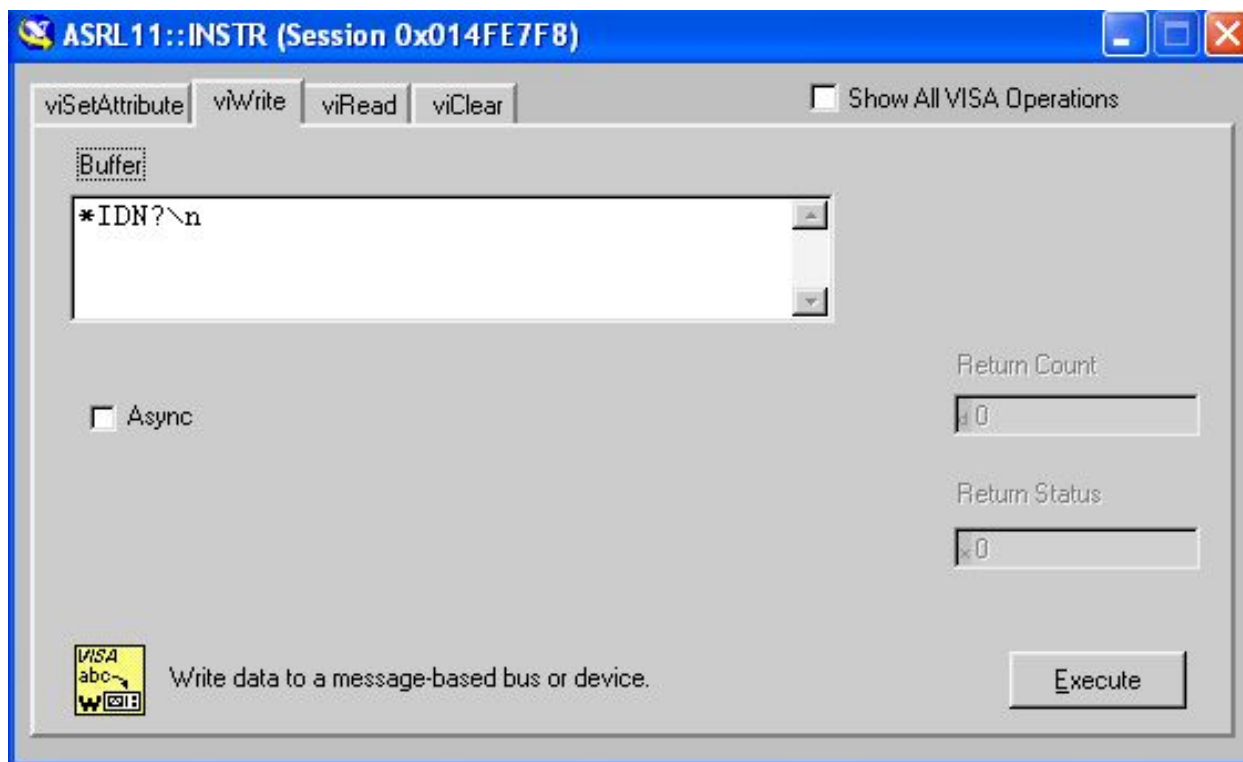 ASRL11::INSTR (Session 0x014FE7F8)
viSetAttribute viWrite viRead viClear
Show All VISA Operations
Buffer
*IDN?\n
Return Count
d 0
Async
Return Status
x 0
VISA
abc
W
Write data to a message-based bus or device.
Execute